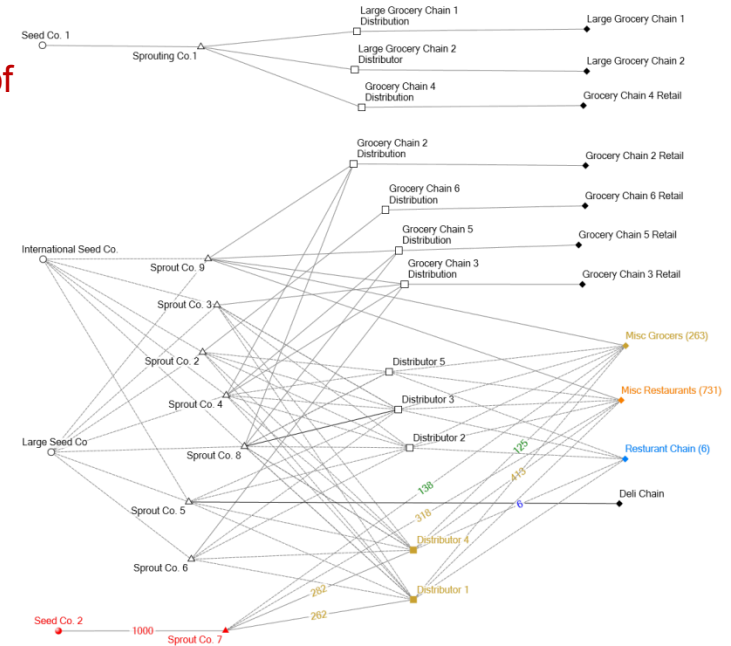 Seed Co. 1
Sprouting Co.1
Large Grocery Chain 1
Distribution
Large Grocery Chain 1
Large Grocery Chain 2
Distributor
Large Grocery Chain 2
of
Grocery Chain 4
Distribution
Grocery Chain 4 Retail
Grocery Chain 2
Distribution
Grocery Chain 2 Retail
Grocery Chain 6
Distribution
Grocery Chain 6 Retail
Grocery Chain 5
Distribution
Grocery Chain 5 Retail
International Seed Co.
Sprout Co. 9
Grocery Chain 3
Distribution
Grocery Chain 3 Retail
Sprout Co. 3
Misc Grocers (263)
Sprout Co. 2
Distributor 5
Misc Restaurants (731)
Sprout Co. 4
Distributor 3
Large Seed Co
Sprout Co. 8
Distributor 2
Resturant Chain (6)
125
413
138
6
318
Deli Chain
Sprout Co. 5
Distributor 4
Sprout Co. 6
Distributor 1
282
262
Seed Co. 2
1000
Sprout Co. 7